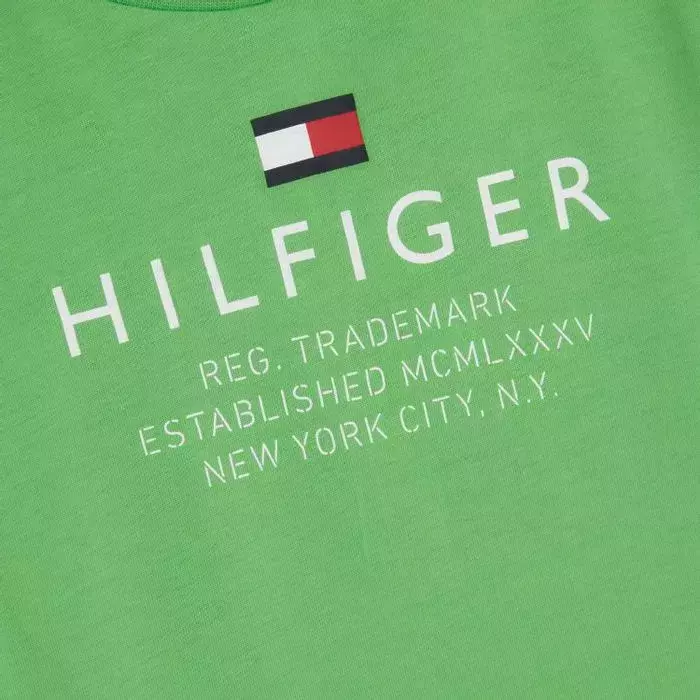 HILFIGER
REG. TRADEMARK
ESTABLISHED MCMLXXXV
NEW YORK CITY, N.Y.